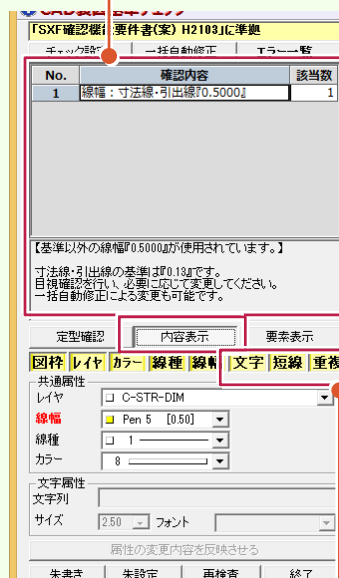 「SXF確認機能要件書(案) H2103」に準拠
チェック設定 一括自動修正 エラー一覧
No. 確認内容 該当数
1 線幅：寸法線・引出線『0.5000』 1
【基準以外の線幅『0.5000』が使用されています。】
寸法線・引出線の基準は『0.13』です。
目視確認を行い、必要に応じて変更してください。
一括自動修正による変更も可能です。
定型確認 内容表示 要素表示
図枠 レイヤ カラー 線種 線幅 文字 短線 重複
共通属性
レイヤ C-STR-DIM
線幅 Pen 5 [0.50]
線種 1
カラー 8
文字属性
文字列
サイズ 2.50 フォント
属性の変更内容を反映させる
朱書き 朱設定 再検査 終了